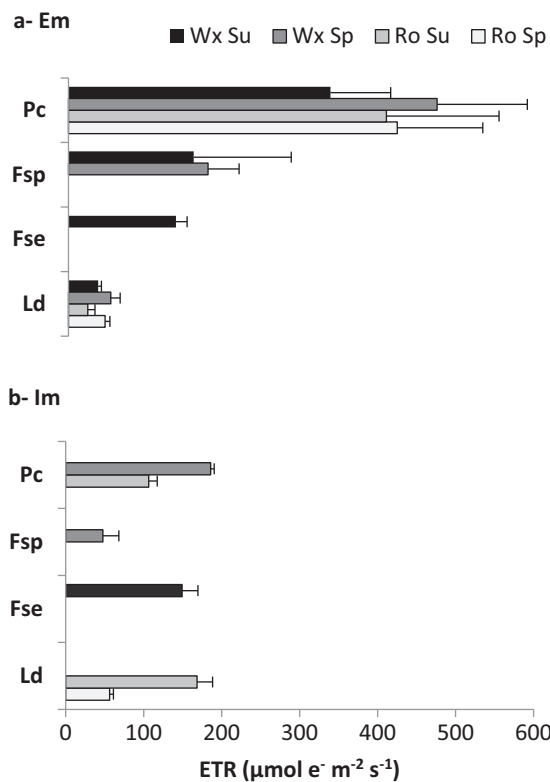 a- Em
Wx Su Wx Sp Ro Su Ro Sp
Pc
Fsp
Fse
Ld
b- Im
Pc
Fsp
Fse
Ld
0 100 200 300 400 500 600
ETR (µmol e⁻ m⁻² s⁻¹)